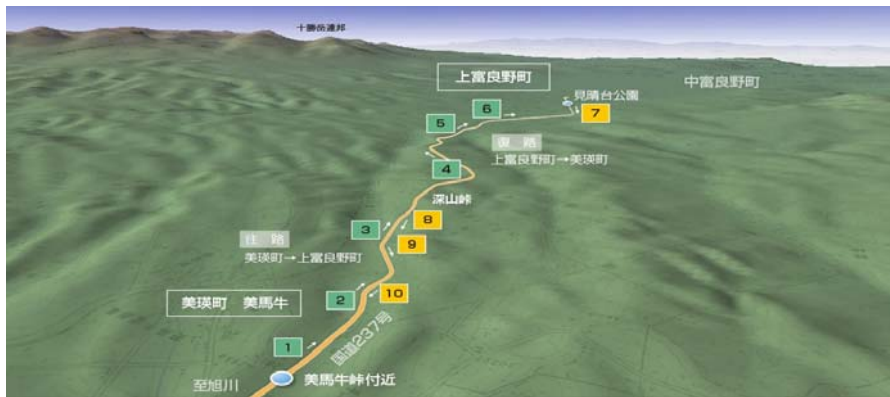 十勝岳連邦
上富良野町
中富良野町
見晴台公園
6
5
7
復 路
上富良野町→美瑛町
4
深山峠
8
3
9
往 路
美瑛町→上富良野町
2
10
美瑛町 美馬牛
国道237号
1
至旭川
美馬牛峠付近